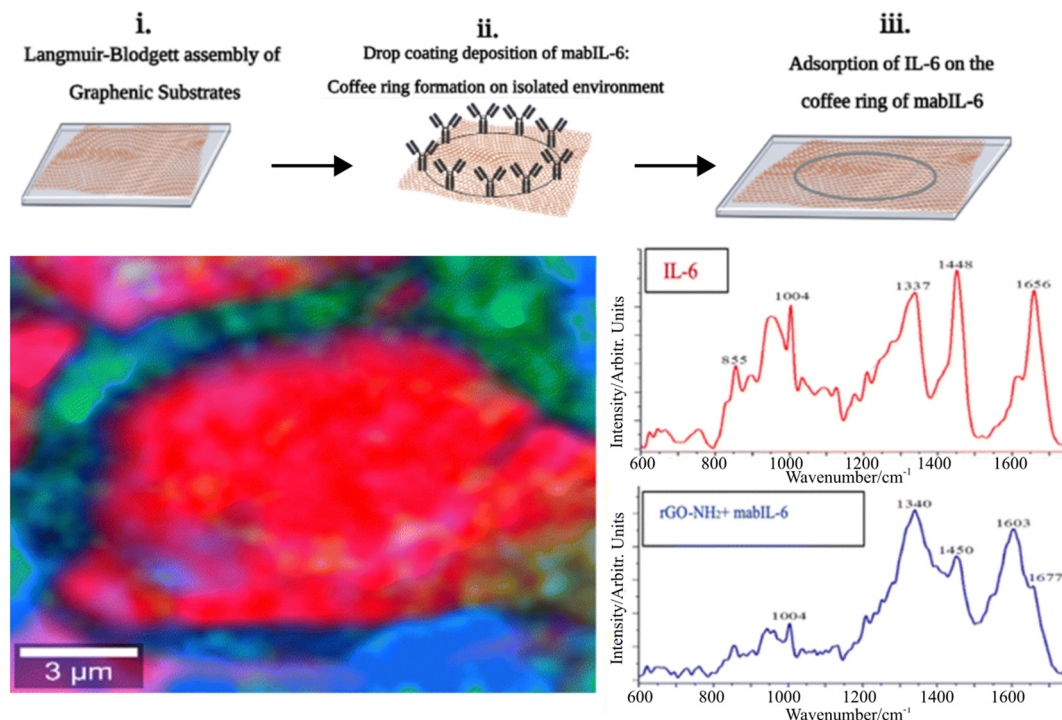 i.
Langmuir-Blodgett assembly of
Graphenic Substrates
ii.
Drop coating deposition of mabIL-6:
Coffee ring formation on isolated environment
iii.
Adsorption of IL-6 on the
coffee ring of mabIL-6
3 µm
IL-6
855
1004
1337
1448
1656
Intensity/Arbitr. Units
600 800 1000 1200 1400 1600
Wavenumber/cm⁻¹
rGO-NH₂+ mabIL-6
1004
1340
1450
1603
1677
Intensity/Arbitr. Units
600 800 1000 1200 1400 1600
Wavenumber/cm⁻¹